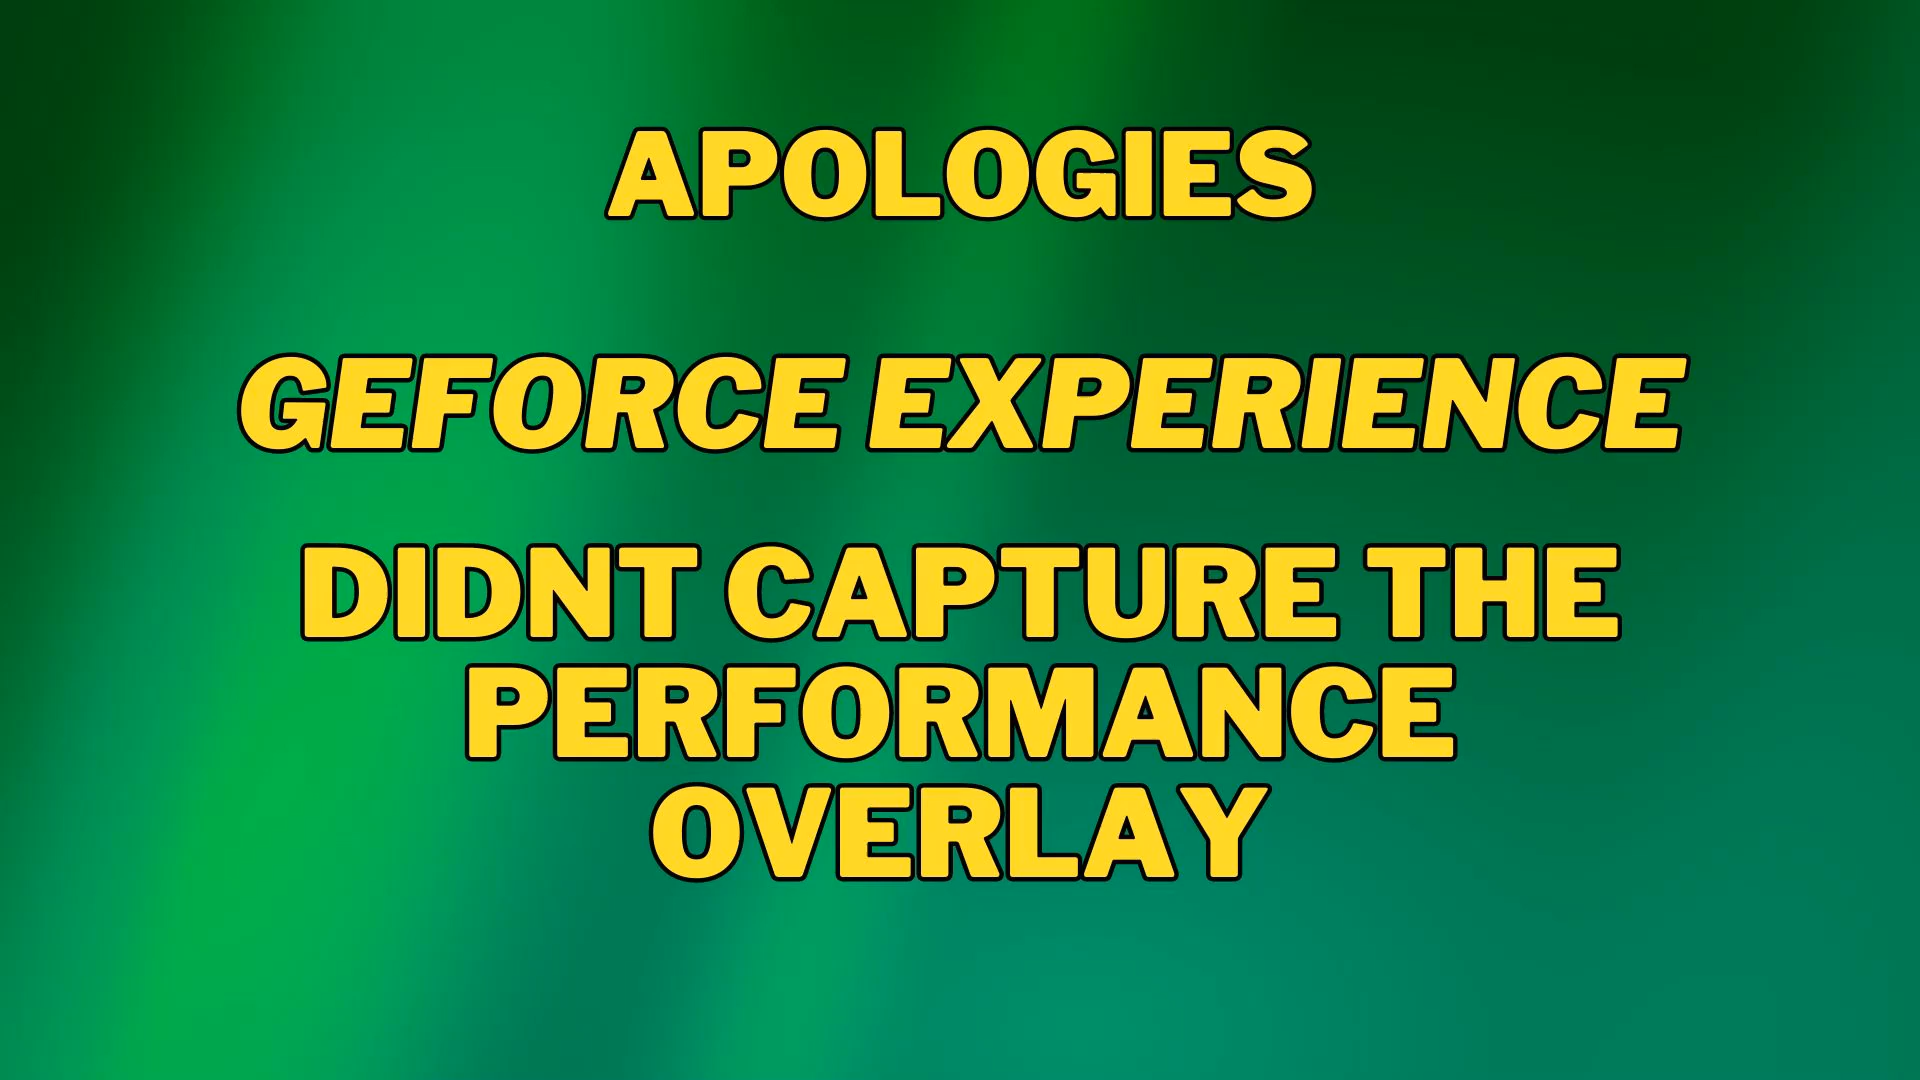 APOLOGIES
GEFORCE EXPERIENCE
DIDNT CAPTURE THE
PERFORMANCE
OVERLAY